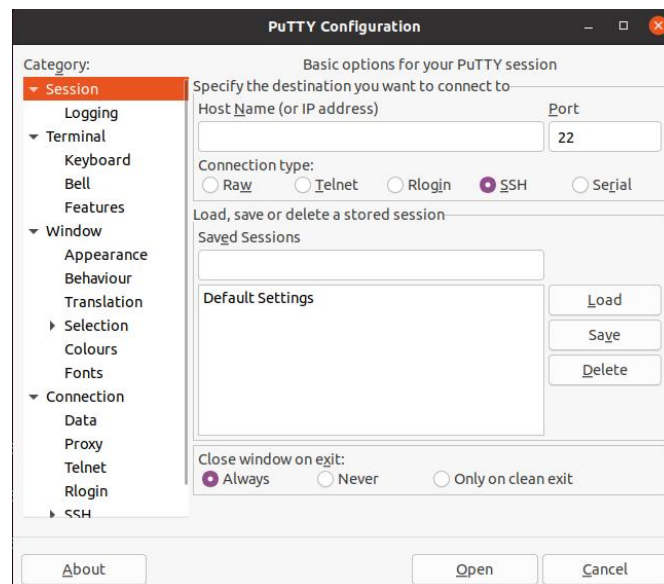 PuTTY Configuration
Category:
Session
Logging
Terminal
Keyboard
Bell
Features
Window
Appearance
Behaviour
Translation
Selection
Colours
Fonts
Connection
Data
Proxy
Telnet
Rlogin
SSH
Basic options for your PuTTY session
Specify the destination you want to connect to
Host Name (or IP address) Port
22
Connection type:
Raw Telnet Rlogin SSH Serial
Load, save or delete a stored session
Saved Sessions
Default Settings
Load
Save
Delete
Close window on exit:
Always Never Only on clean exit
About Open Cancel